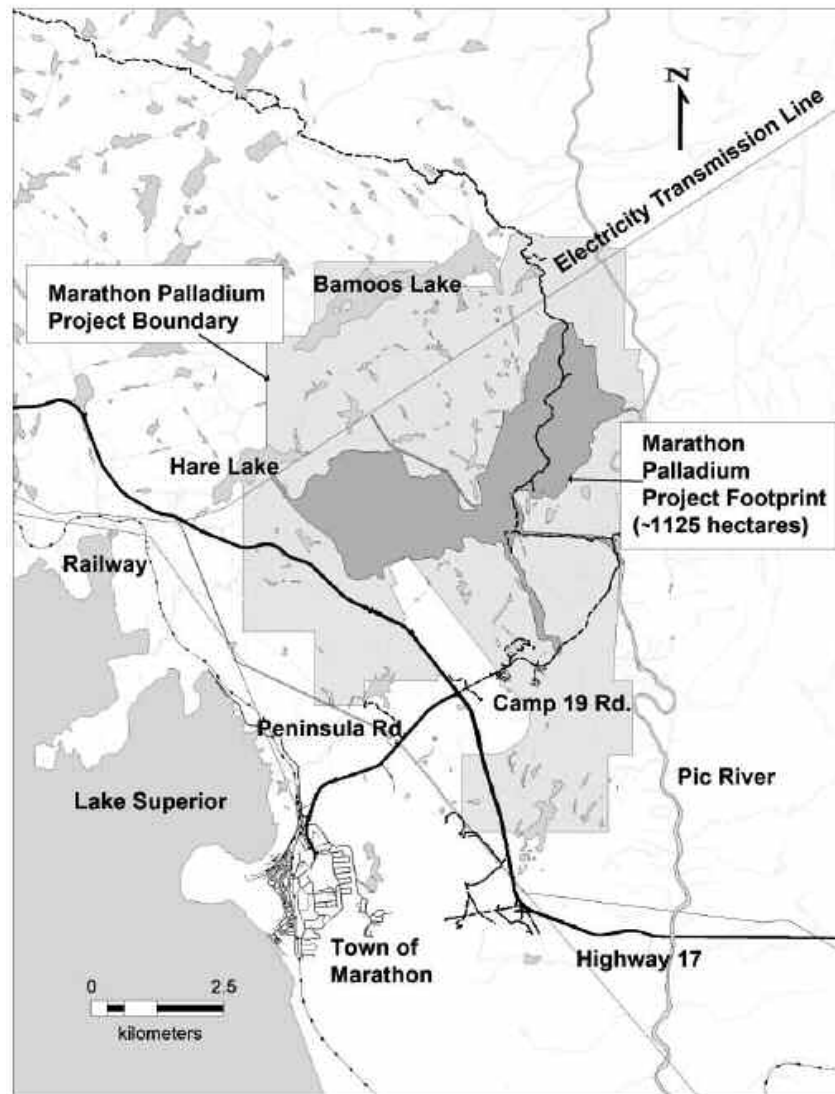 N
Electricity Transmission Line
Bamoos Lake
Marathon Palladium
Project Boundary
Hare Lake
Marathon
Palladium
Project Footprint
(~1125 hectares)
Railway
Camp 19 Rd.
Peninsula Rd
Pic River
Lake Superior
Town of
Marathon
Highway 17
0 2.5
kilometers